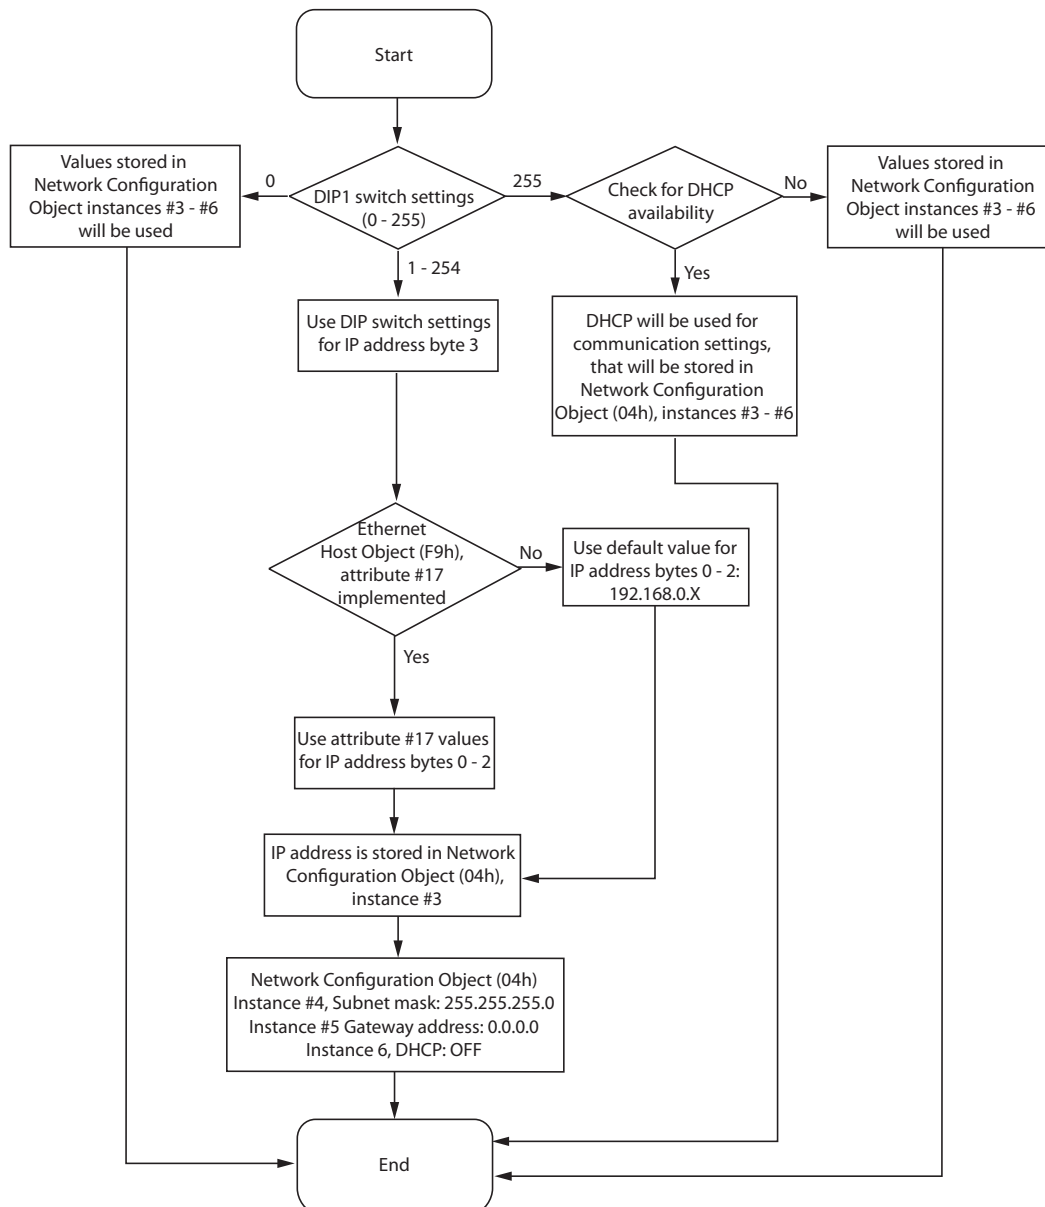 Start
Values stored in
Network Configuration
Object instances #3 - #6
will be used
0
DIP1 switch settings
(0 - 255)
255
Check for DHCP
availability
No
Values stored in
Network Configuration
Object instances #3 - #6
will be used
1 - 254
Yes
Use DIP switch settings
for IP address byte 3
DHCP will be used for
communication settings,
that will be stored in
Network Configuration
Object (04h), instances #3 - #6
Ethernet
Host Object (F9h),
attribute #17
implemented
No
Use default value for
IP address bytes 0 - 2:
192.168.0.X
Yes
Use attribute #17 values
for IP address bytes 0 - 2
IP address is stored in Network
Configuration Object (04h),
instance #3
Network Configuration Object (04h)
Instance #4, Subnet mask: 255.255.255.0
Instance #5 Gateway address: 0.0.0.0
Instance 6, DHCP: OFF
End